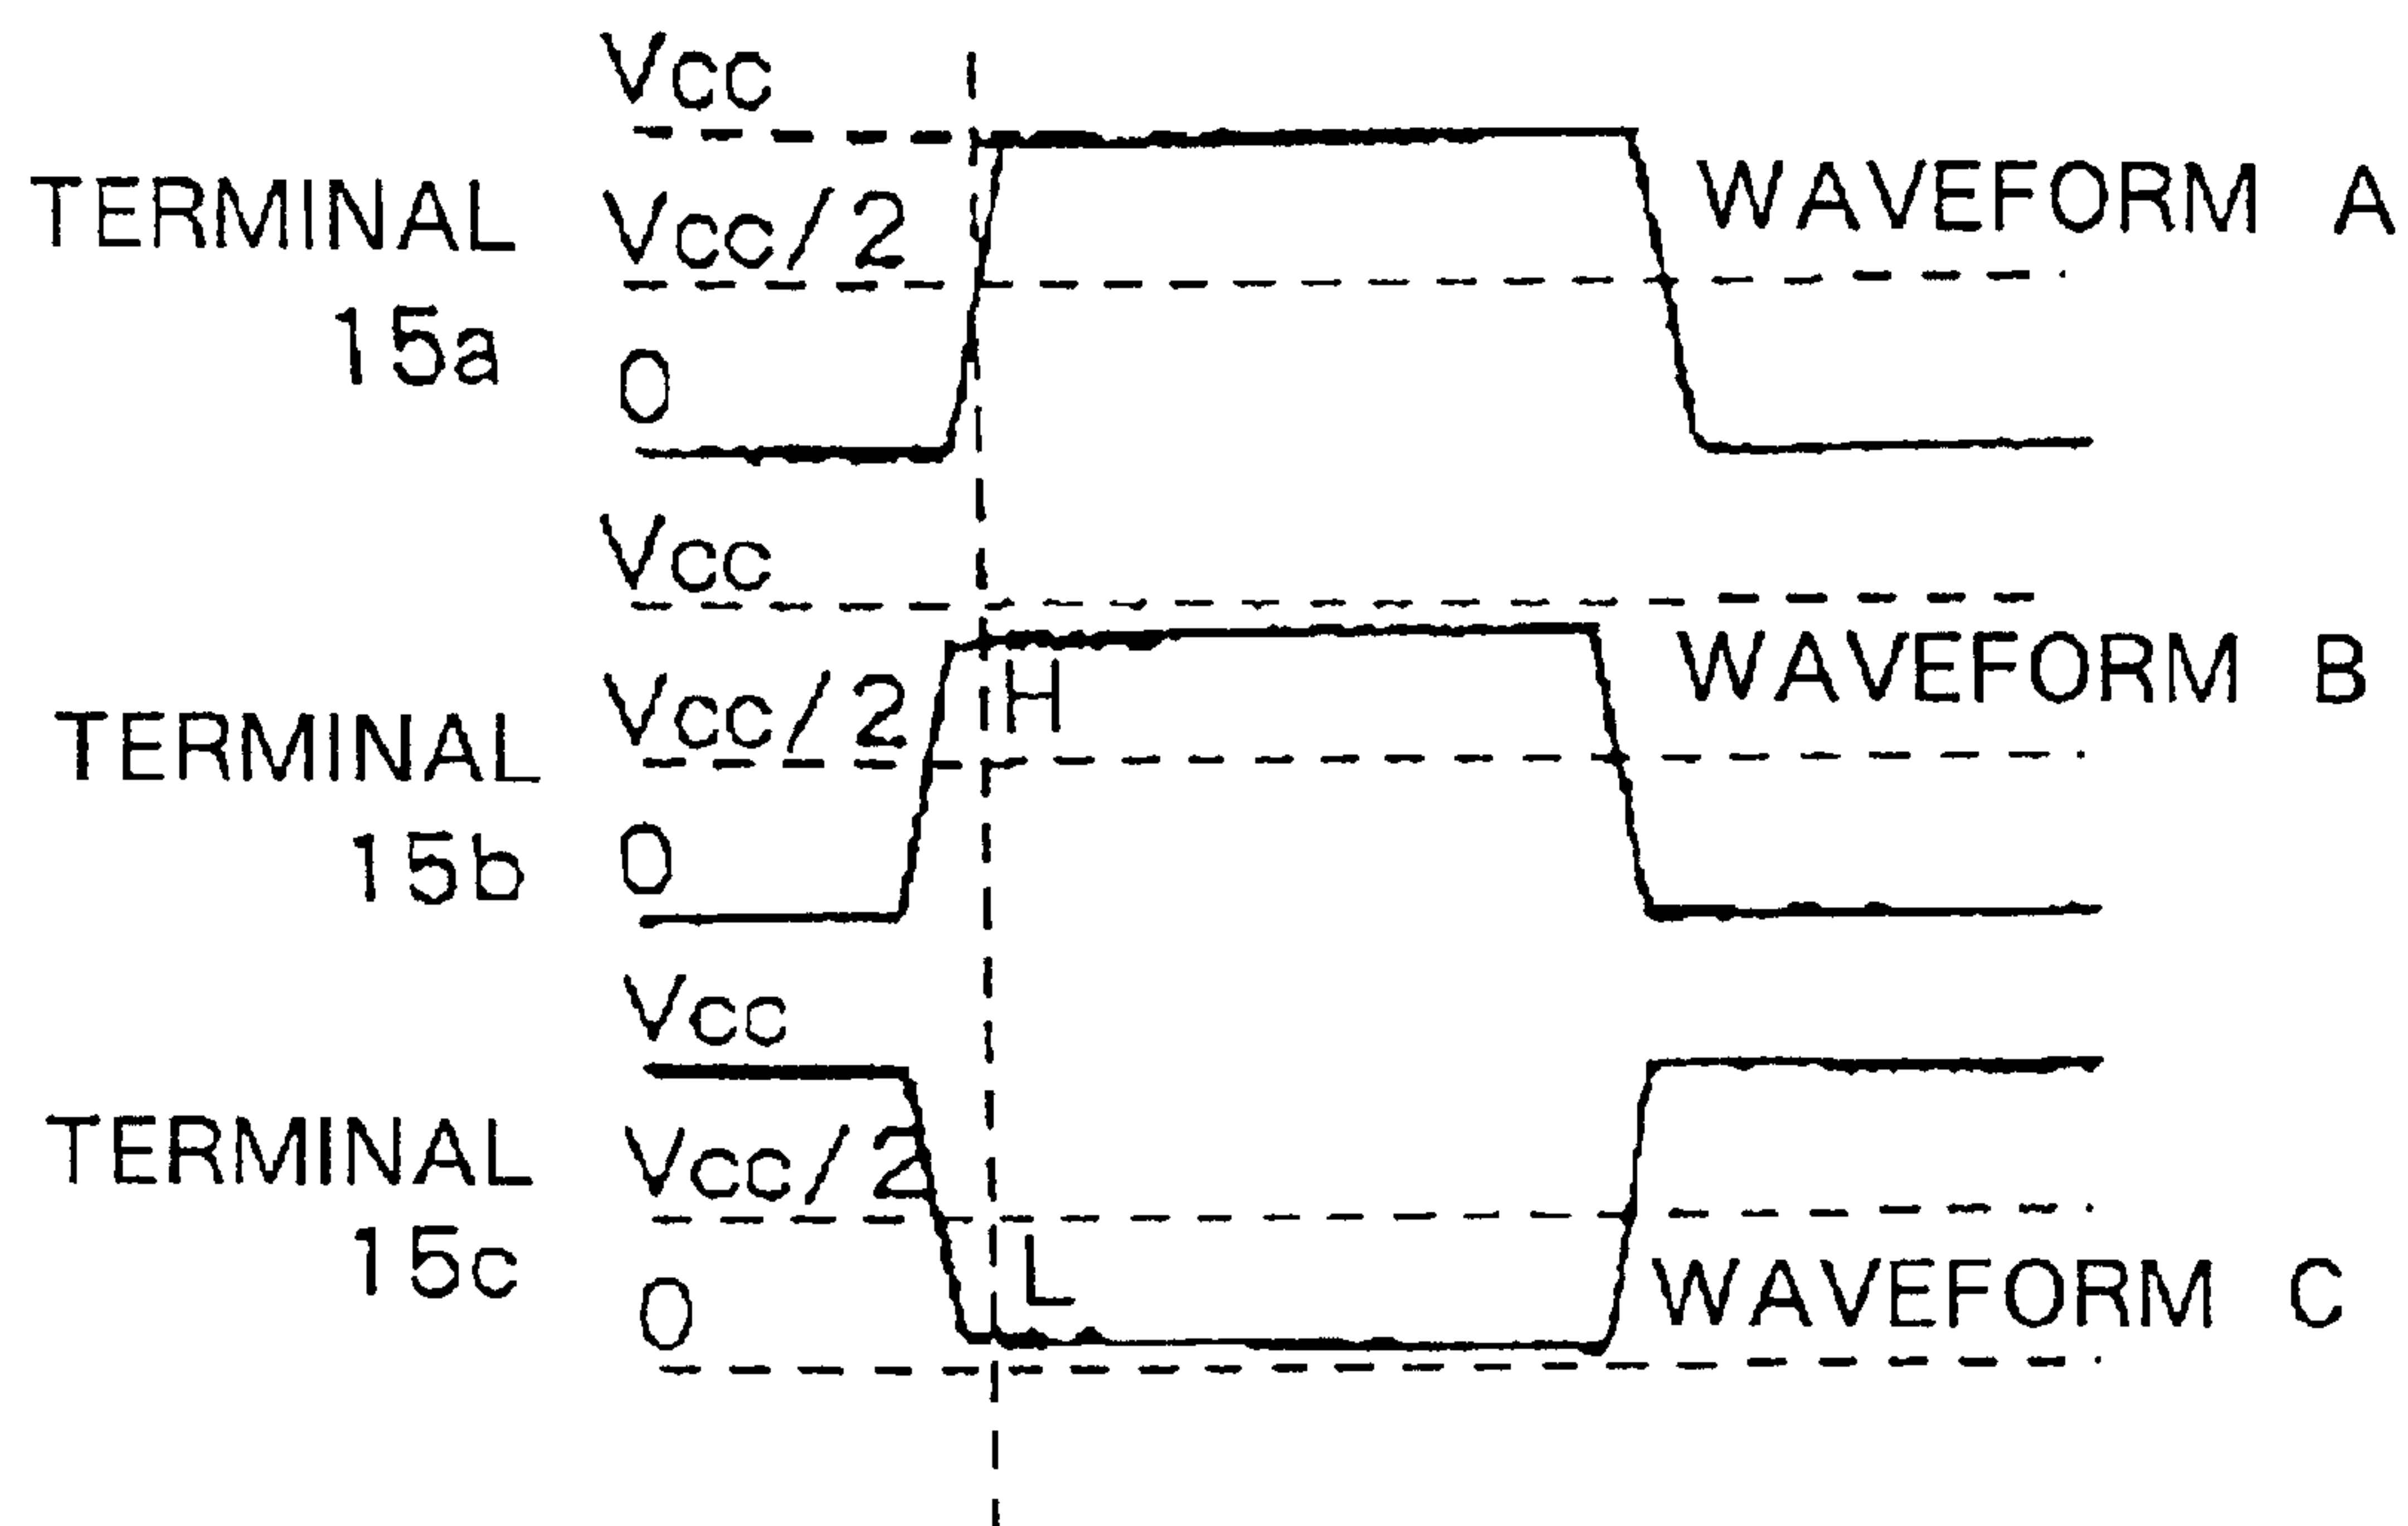 Vcc
TERMINAL
15a
Vcc/2
0
WAVEFORM A
Vcc
TERMINAL
15b
Vcc/2
H
0
WAVEFORM B
Vcc
TERMINAL
15c
Vcc/2
L
0
WAVEFORM C